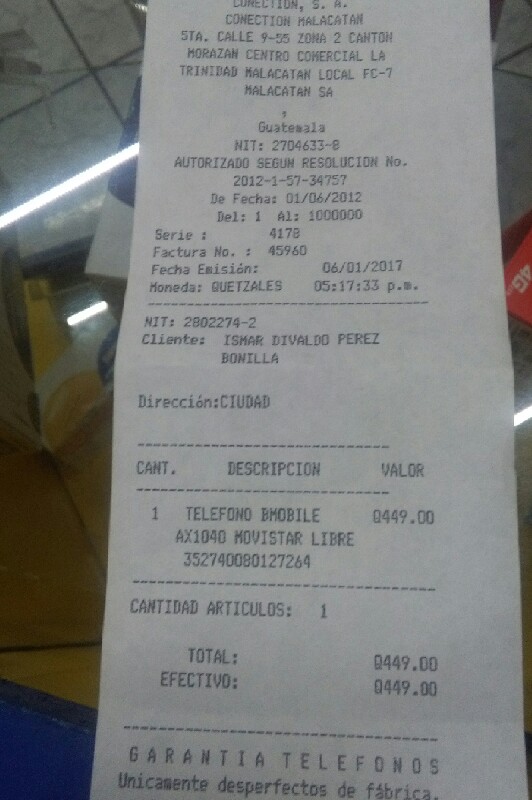 CONECTION, S. A.
CONECTION MALACATAN
5TA. CALLE 9-55 ZONA 2 CANTON
MORAZAN CENTRO COMERCIAL LA
TRINIDAD MALACATAN LOCAL FC-7
MALACATAN SA
,
Guatemala
NIT: 2704633-8
AUTORIZADO SEGUN RESOLUCION No.
2012-1-57-34757
De Fecha: 01/06/2012
Del: 1 Al: 1000000
Serie : 417B
Factura No. : 45960
Fecha Emisión: 06/01/2017
Moneda: QUETZALES 05:17:33 p.m.
NIT: 2802274-2
Cliente: ISMAR DIVALDO PEREZ
BONILLA
Dirección:CIUDAD
CANT. DESCRIPCION VALOR
1 TELEFONO BMOBILE Q449.00
AX1040 MOVISTAR LIBRE
352740080127264
CANTIDAD ARTICULOS: 1
TOTAL: Q449.00
EFECTIVO: Q449.00
GARANTIA TELEFONOS
Unicamente desperfectos de fábrica.
4G